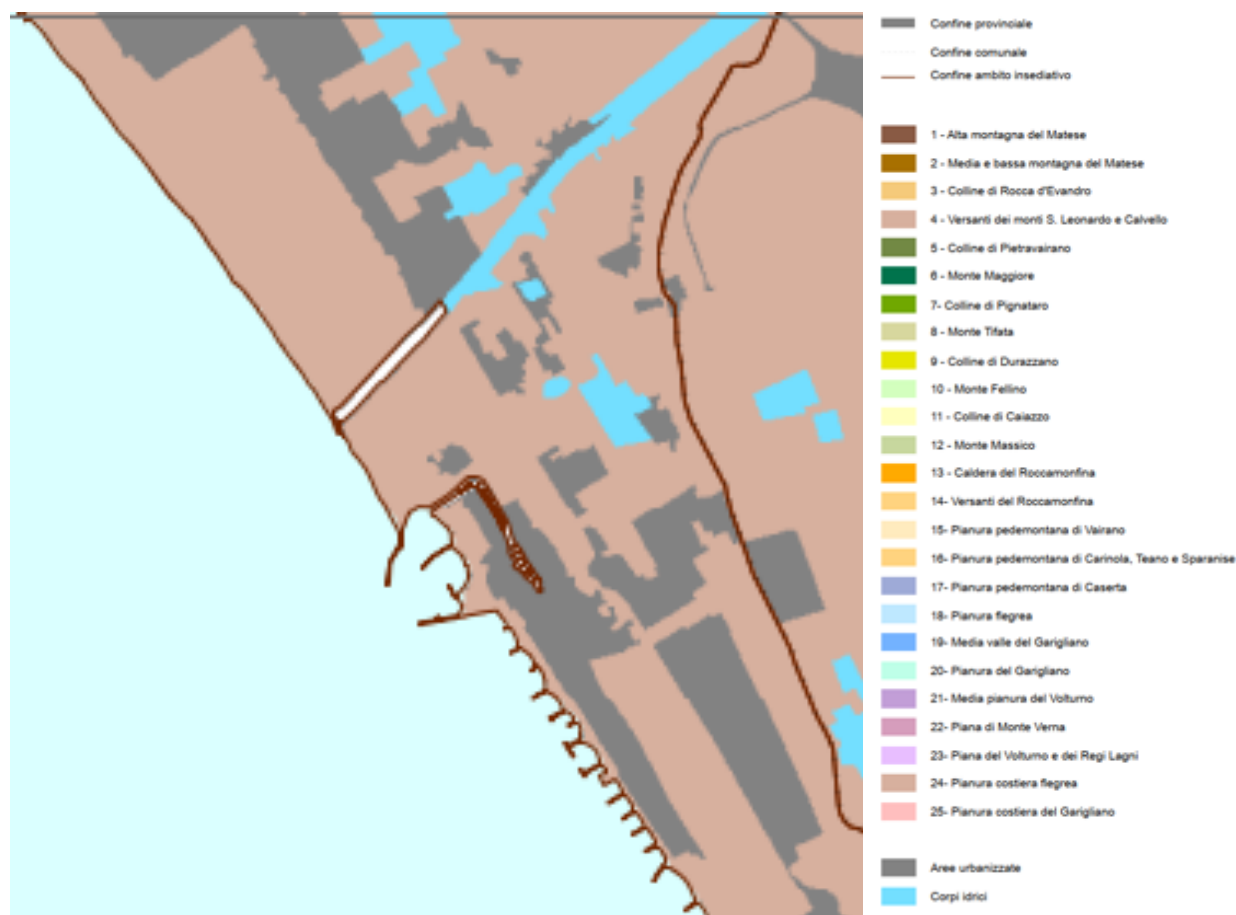 Confine provinciale
Confine comunale
Confine ambito insediativo
1 - Alta montagna del Matese
2 - Media e bassa montagna del Matese
3 - Colline di Rocca d'Evandro
4 - Versanti dei monti S. Leonardo e Calvello
5 - Colline di Pietravairano
6 - Monte Maggiore
7- Colline di Pignataro
8 - Monte Tifata
9 - Colline di Durazzano
10 - Monte Fellino
11 - Colline di Caiazzo
12 - Monte Massico
13 - Caldera del Roccamonfina
14- Versanti del Roccamonfina
15- Pianura pedemontana di Vairano
16- Pianura pedemontana di Carinola, Teano e Sparanise
17- Pianura pedemontana di Caserta
18- Pianura flegrea
19- Media valle del Garigliano
20- Pianura del Garigliano
21- Media pianura del Volturno
22- Piana di Monte Verna
23- Piana del Volturno e dei Regi Lagni
24- Pianura costiera flegrea
25- Pianura costiera del Garigliano
Aree urbanizzate
Corpi idrici